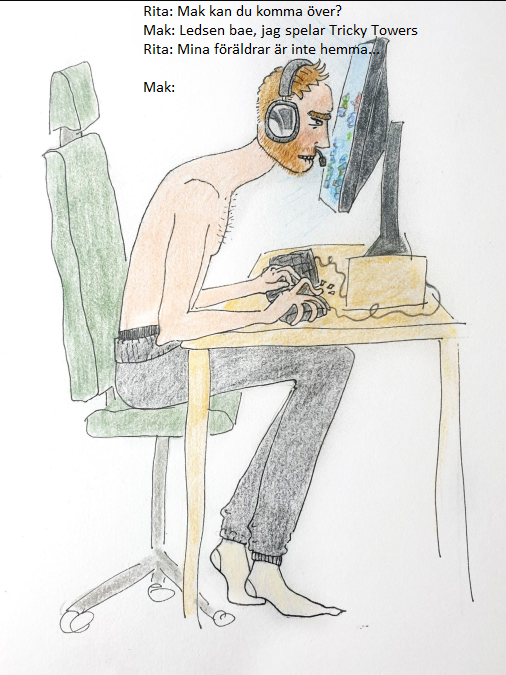 Rita: Mak kan du komma över?
Mak: Ledsen bae, jag spelar Tricky Towers
Rita: Mina föräldrar är inte hemma...
Mak: